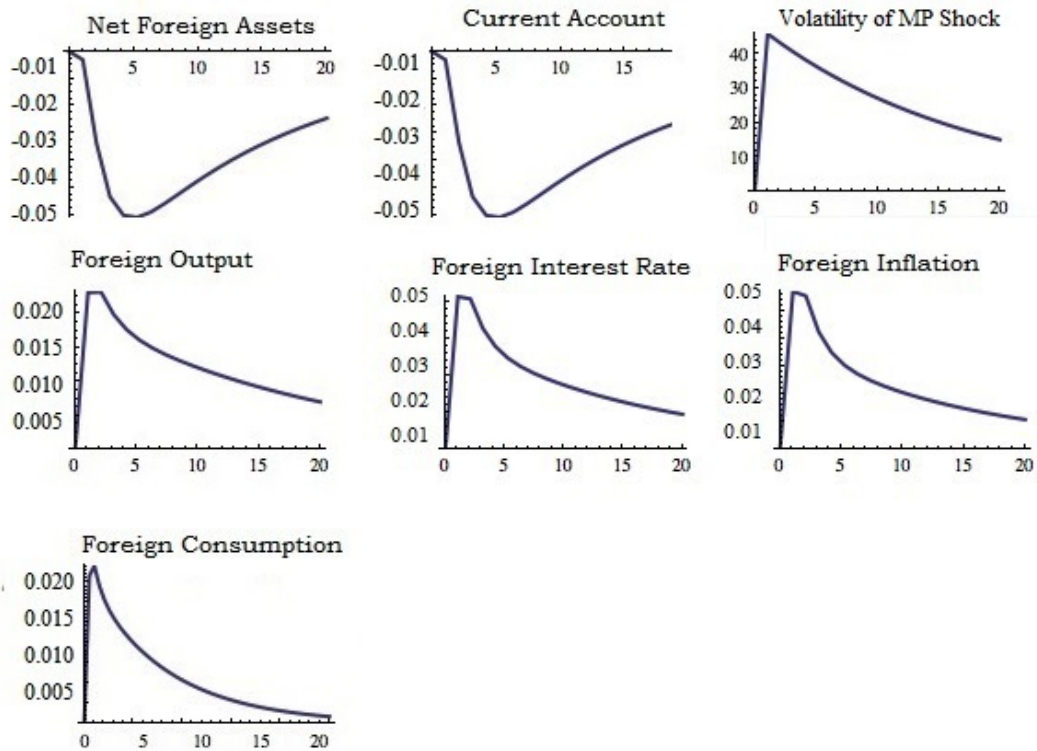 Net Foreign Assets
-0.01
-0.02
-0.03
-0.04
-0.05
5 10 15 20
Current Account
-0.01
-0.02
-0.03
-0.04
-0.05
5 10 15
Volatility of MP Shock
40
30
20
10
0 5 10 15 20
Foreign Output
0.020
0.015
0.010
0.005
0 5 10 15 20
Foreign Interest Rate
0.05
0.04
0.03
0.02
0.01
0 5 10 15 20
Foreign Inflation
0.05
0.04
0.03
0.02
0.01
0 5 10 15 20
Foreign Consumption
0.020
0.015
0.010
0.005
0 5 10 15 20